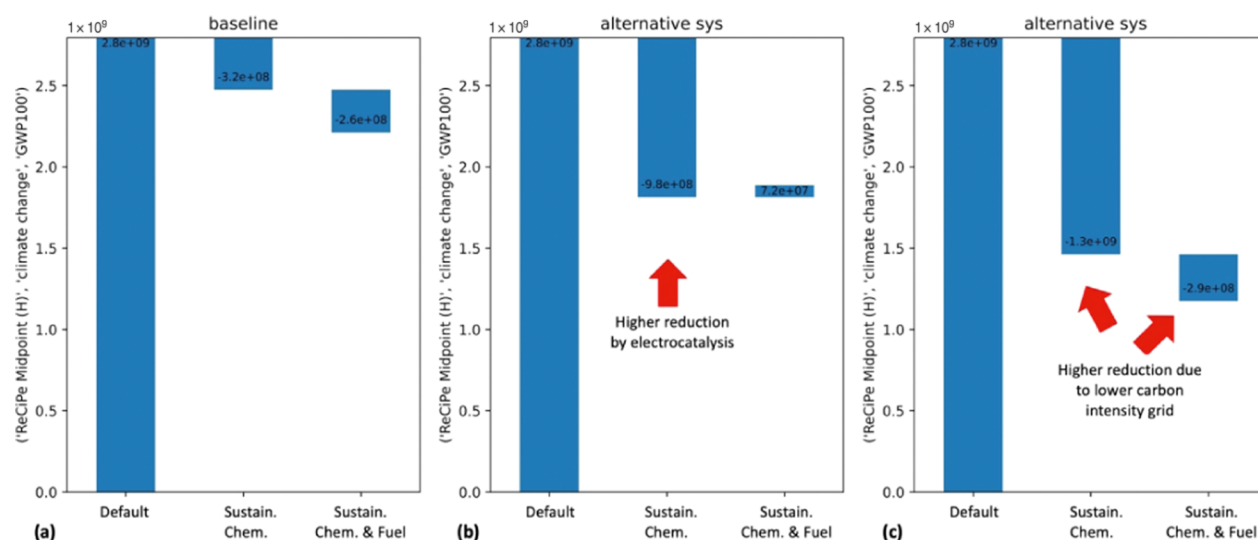 baseline
1 × 10⁹
('ReCiPe Midpoint (H)', 'climate change', 'GWP100')
2.5
2.0
1.5
1.0
0.5
0.0
2.8e+09
-3.2e+08
-2.6e+08
Default
Sustain.
Chem.
Sustain.
Chem. & Fuel
(a)
alternative sys
1 × 10⁹
('ReCiPe Midpoint (H)', 'climate change', 'GWP100')
2.5
2.0
1.5
1.0
0.5
0.0
2.8e+09
-9.8e+08
7.2e+07
Higher reduction
by electrocatalysis
Default
Sustain.
Chem.
Sustain.
Chem. & Fuel
(b)
alternative sys
1 × 10⁹
('ReCiPe Midpoint (H)', 'climate change', 'GWP100')
2.5
2.0
1.5
1.0
0.5
0.0
2.8e+09
-1.3e+09
-2.9e+08
Higher reduction due
to lower carbon
intensity grid
Default
Sustain.
Chem.
Sustain.
Chem. & Fuel
(c)